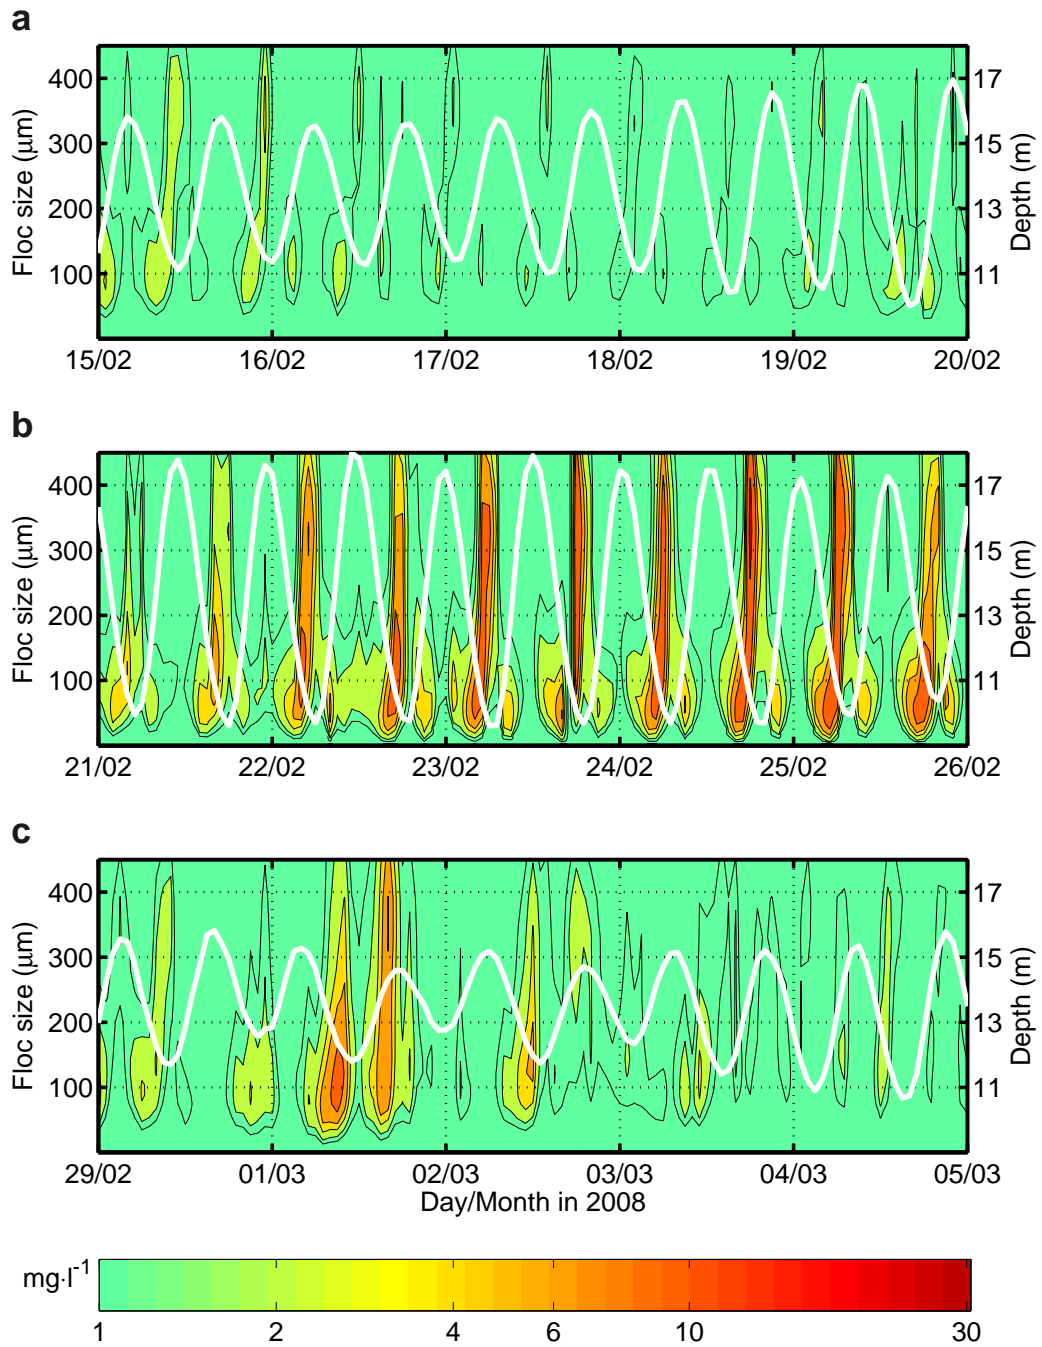 a
400 17
300 15
200 13
100 11
Floc size (µm)
Depth (m)
15/02 16/02 17/02 18/02 19/02 20/02
b
400 17
300 15
200 13
100 11
Floc size (µm)
Depth (m)
21/02 22/02 23/02 24/02 25/02 26/02
c
400 17
300 15
200 13
100 11
Floc size (µm)
Depth (m)
29/02 01/03 02/03 03/03 04/03 05/03
Day/Month in 2008
mg·l⁻¹
1 2 4 6 10 30